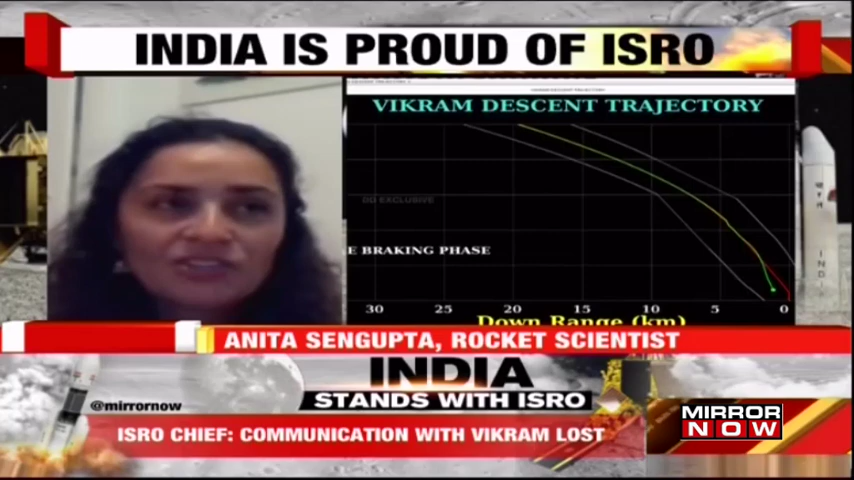 INDIA IS PROUD OF ISRO
VIKRAM DESCENT TRAJECTORY
DD EXCLUSIVE
E BRAKING PHASE
30 25 20 15 10 5 0
Down Range (km)
ANITA SENGUPTA, ROCKET SCIENTIST
INDIA
STANDS WITH ISRO
@mirrornow
ISRO CHIEF: COMMUNICATION WITH VIKRAM LOST
MIRROR
NOW